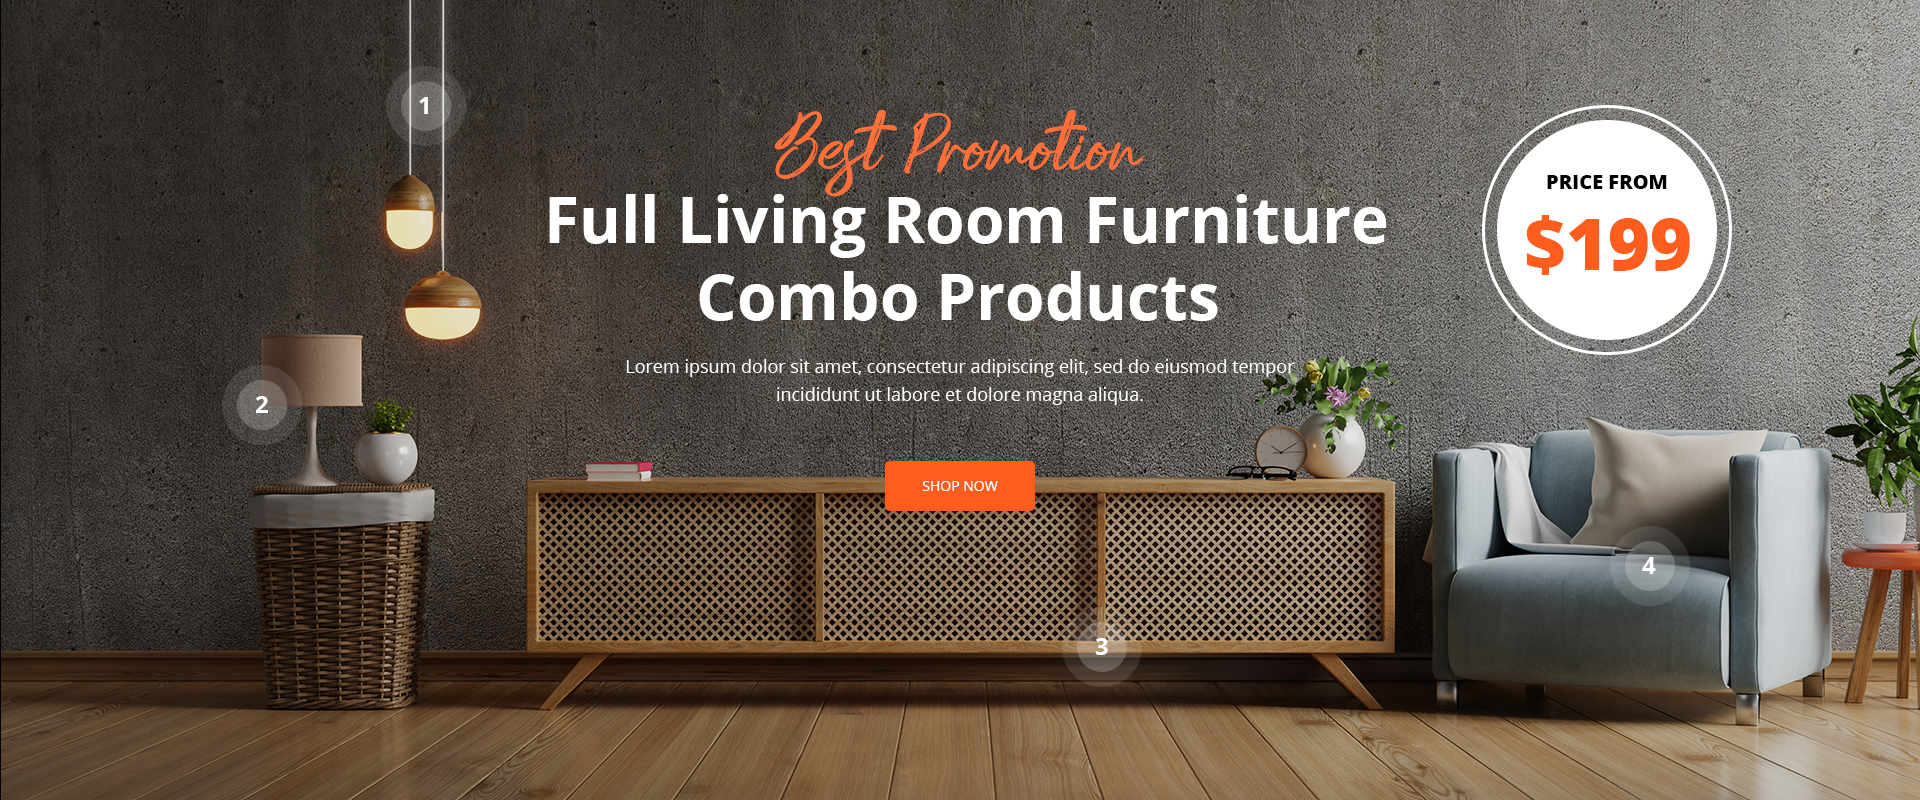 1
Best Promotion
Full Living Room Furniture
Combo Products
PRICE FROM
$199
Lorem ipsum dolor sit amet, consectetur adipiscing elit, sed do eiusmod tempor
incididunt ut labore et dolore magna aliqua.
2
SHOP NOW
4
3